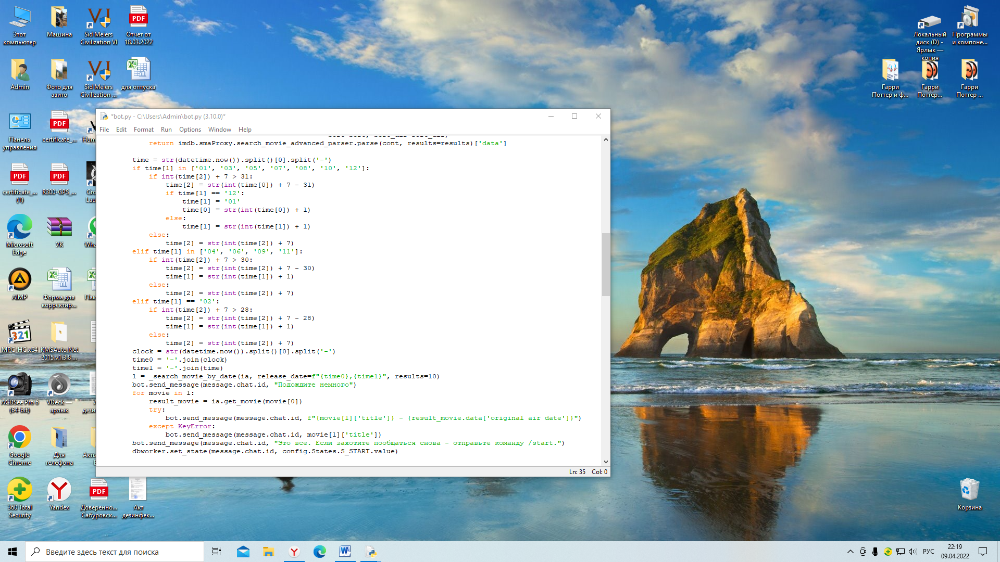 Этот
компьютер
Машина
Sid Meiers
Civilization VI
Отчет от
18.03.2022
Локальный
диск (D) -
Ярлык —
копия
Программы
и компоне...
Admin
Фото для
авито
Sid Meiers
Civilization ...
для отпуска
Гарри
Поттер и ф...
Гарри
Поттер...
Гарри
Поттер ...
Панель
управления
certificate_...
certificate_...
(1)
R300-GPS_...
Microsoft
Edge
УК
AIMP
Форма для
корректир...
MPC-HC x64
KMSAuto Net
2015 v1.3.8 ...
ACDSee Pro 6
(64-bit)
VDeck —
ярлык
Google
Chrome
Для
телефона
360 Total
Security
Yandex
Доверенно...
Сабуровск...
Акт
дезинфек...
Корзина
*bot.py - C:\Users\Admin\bot.py (3.10.0)*
File Edit Format Run Options Window Help
return imdb.smaProxy.search_movie_advanced_parser.parse(cont, results=results)['data']
time = str(datetime.now()).split()[0].split('-')
if time[1] in ['01', '03', '05', '07', '08', '10', '12']:
if int(time[2]) + 7 > 31:
time[2] = str(int(time[0]) + 7 - 31)
if time[1] == '12':
time[1] = '01'
time[0] = str(int(time[0]) + 1)
else:
time[1] = str(int(time[1]) + 1)
else:
time[2] = str(int(time[2]) + 7)
elif time[1] in ['04', '06', '09', '11']:
if int(time[2]) + 7 > 30:
time[2] = str(int(time[2]) + 7 - 30)
time[1] = str(int(time[1]) + 1)
else:
time[2] = str(int(time[2]) + 7)
elif time[1] == '02':
if int(time[2]) + 7 > 28:
time[2] = str(int(time[2]) + 7 - 28)
time[1] = str(int(time[1]) + 1)
else:
time[2] = str(int(time[2]) + 7)
clock = str(datetime.now()).split()[0].split('-')
time0 = '-'.join(clock)
time1 = '-'.join(time)
l = _search_movie_by_date(ia, release_date=f"{time0},{time1}", results=10)
bot.send_message(message.chat.id, "Подождите немного")
for movie in l:
result_movie = ia.get_movie(movie[0])
try:
bot.send_message(message.chat.id, f"{movie[1]['title']} - {result_movie.data['original air date']}")
except KeyError:
bot.send_message(message.chat.id, movie[1]['title'])
bot.send_message(message.chat.id, "Это все. Если захотите пообщаться снова - отправьте команду /start.")
dbworker.set_state(message.chat.id, config.States.S_START.value)
Ln: 35 Col: 0
Введите здесь текст для поиска
РУС
22:19
09.04.2022